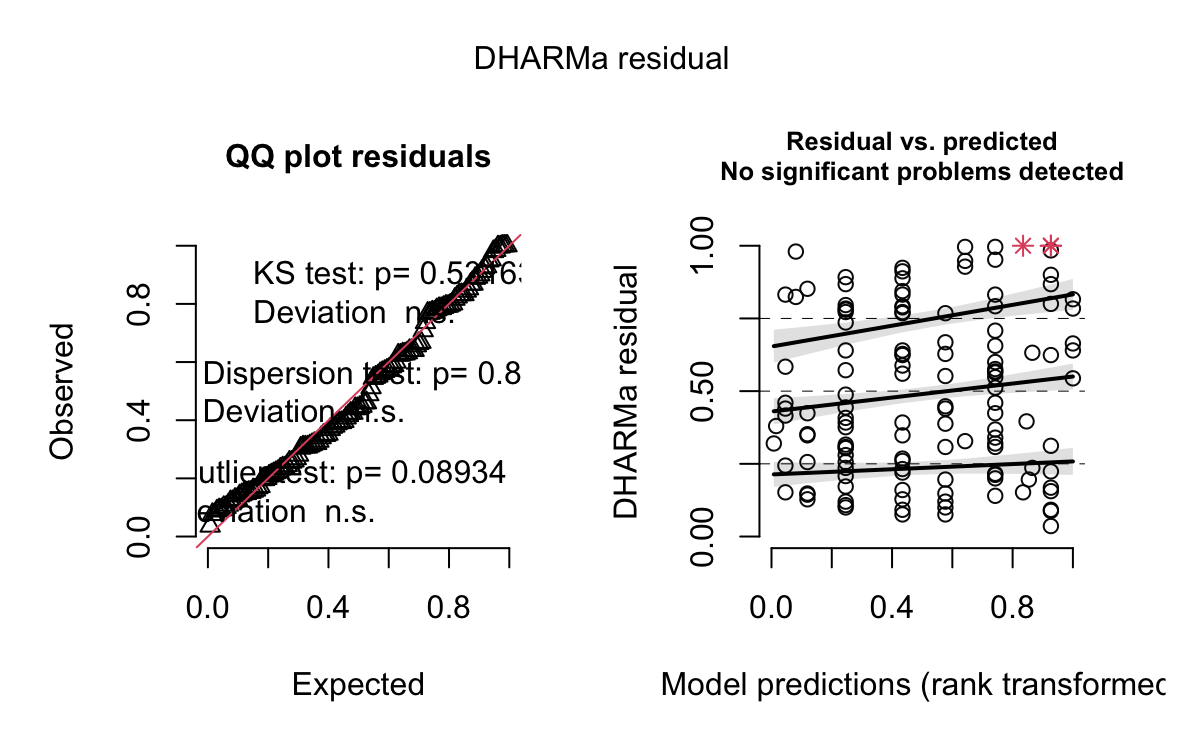 DHARMa residual
QQ plot residuals
KS test: p=
Deviation n.s.
Dispersion test: p= 0.8
Deviation n.s.
utlier test: p= 0.08934
eviation n.s.
Observed
0.0 0.4 0.8
0.0 0.4 0.8
Expected
Residual vs. predicted
No significant problems detected
DHARMa residual
0.00 0.50 1.00
0.0 0.4 0.8
Model predictions (rank transformed